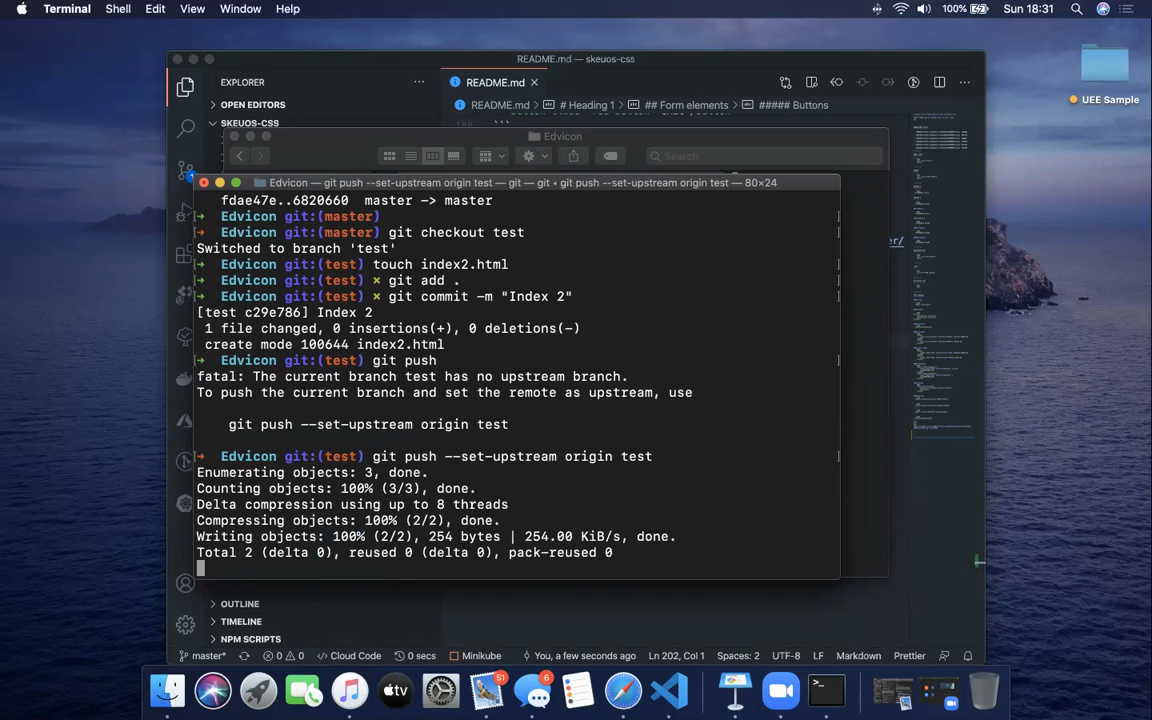 Terminal Shell Edit View Window Help 100% Sun 18:31
README.md — skeuos-css
UEE Sample
EXPLORER
README.md
OPEN EDITORS
README.md # Heading 1 ## Form elements ##### Buttons
SKEUOS-CSS
188 ```
Edvicon
Search
Edvicon — git push --set-upstream origin test — git — git • git push --set-upstream origin test — 80×24
fdae47e..6820660  master -> master
➜  Edvicon git:(master)
➜  Edvicon git:(master) git checkout test
Switched to branch 'test'
➜  Edvicon git:(test) touch index2.html
➜  Edvicon git:(test) ✗ git add .
➜  Edvicon git:(test) ✗ git commit -m "Index 2"
[test c29e786] Index 2
1 file changed, 0 insertions(+), 0 deletions(-)
create mode 100644 index2.html
➜  Edvicon git:(test) git push
fatal: The current branch test has no upstream branch.
To push the current branch and set the remote as upstream, use
git push --set-upstream origin test
➜  Edvicon git:(test) git push --set-upstream origin test
Enumerating objects: 3, done.
Counting objects: 100% (3/3), done.
Delta compression using up to 8 threads
Compressing objects: 100% (2/2), done.
Writing objects: 100% (2/2), 254 bytes | 254.00 KiB/s, done.
Total 2 (delta 0), reused 0 (delta 0), pack-reused 0
OUTLINE
TIMELINE
NPM SCRIPTS
master* 0 0 Cloud Code 0 secs Minikube You, a few seconds ago Ln 202, Col 1 Spaces: 2 UTF-8 LF Markdown Prettier
51 6